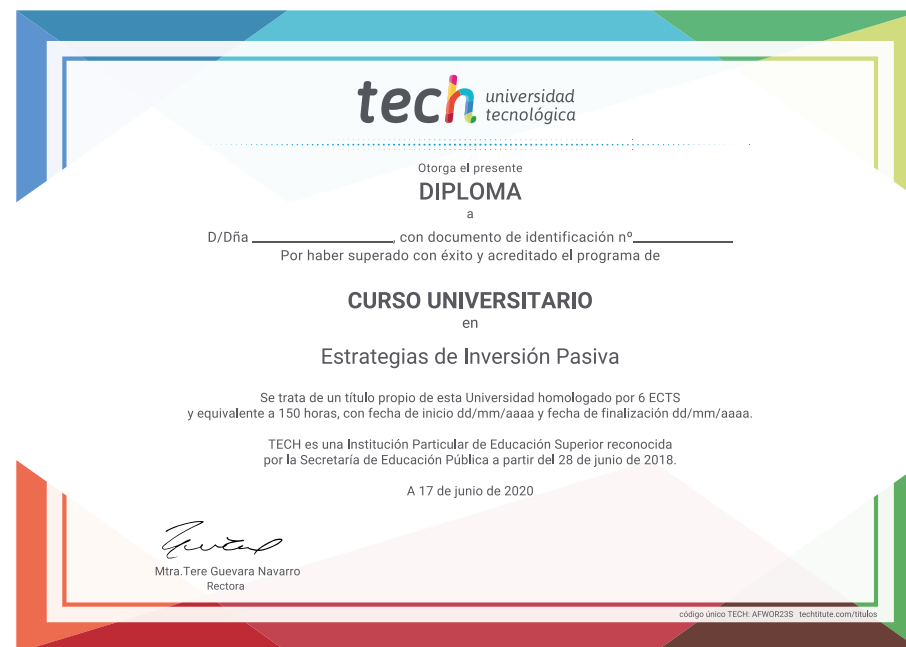 tech universidad
tecnológica
Otorga el presente
DIPLOMA
a
D/Dña ____________________, con documento de identificación nº______________
Por haber superado con éxito y acreditado el programa de
CURSO UNIVERSITARIO
en
Estrategias de Inversión Pasiva
Se trata de un título propio de esta Universidad homologado por 6 ECTS
y equivalente a 150 horas, con fecha de inicio dd/mm/aaaa y fecha de finalización dd/mm/aaaa.
TECH es una Institución Particular de Educación Superior reconocida
por la Secretaría de Educación Pública a partir del 28 de junio de 2018.
A 17 de junio de 2020
Mtra.Tere Guevara Navarro
Rectora
código único TECH: AFWOR23S techtitute.com/titulos